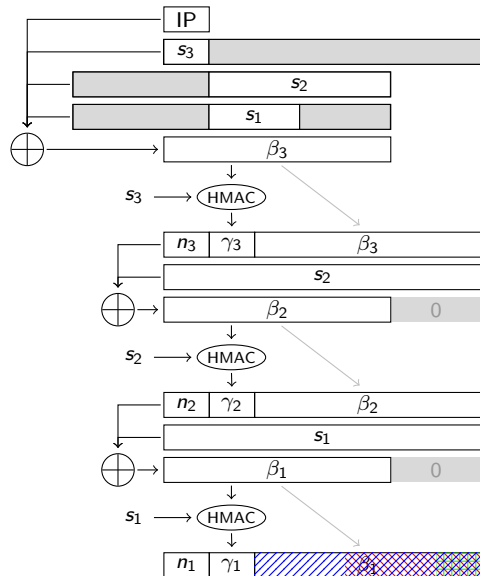 IP
s3
s2
s1
β3
s3 HMAC
n3 γ3 β3
s2
β2 0
s2 HMAC
n2 γ2 β2
s1
β1 0
s1 HMAC
n1 γ1 β1